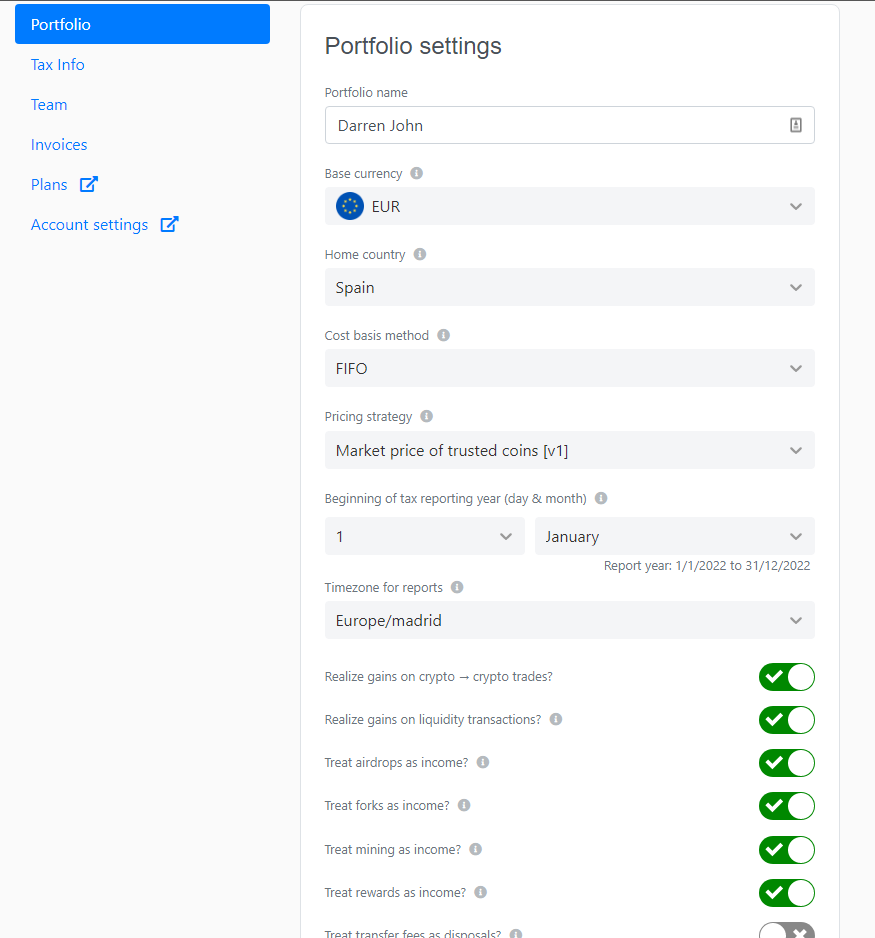 Portfolio
Tax Info
Team
Invoices
Plans
Account settings
Portfolio settings
Portfolio name
Darren John
Base currency
EUR
Home country
Spain
Cost basis method
FIFO
Pricing strategy
Market price of trusted coins [v1]
Beginning of tax reporting year (day & month)
1 January
Report year: 1/1/2022 to 31/12/2022
Timezone for reports
Europe/madrid
Realize gains on crypto → crypto trades?
Realize gains on liquidity transactions?
Treat airdrops as income?
Treat forks as income?
Treat mining as income?
Treat rewards as income?
Treat transfer fees as disposals?